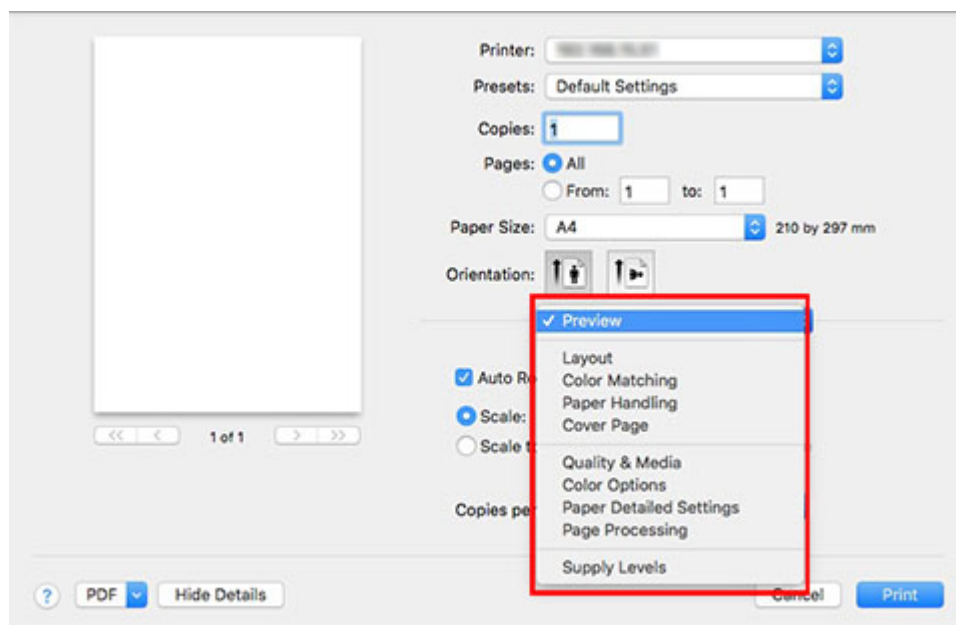 Printer:
Presets: Default Settings
Copies: 1
Pages: All
From: 1 to: 1
Paper Size: A4 210 by 297 mm
Orientation:
✓ Preview
Layout
Auto Ro Color Matching
Paper Handling
Scale:
Cover Page
Scale t
Quality & Media
Color Options
Copies per Paper Detailed Settings
Page Processing
Supply Levels
<< < 1 of 1 > >>
? PDF Hide Details Cancel Print